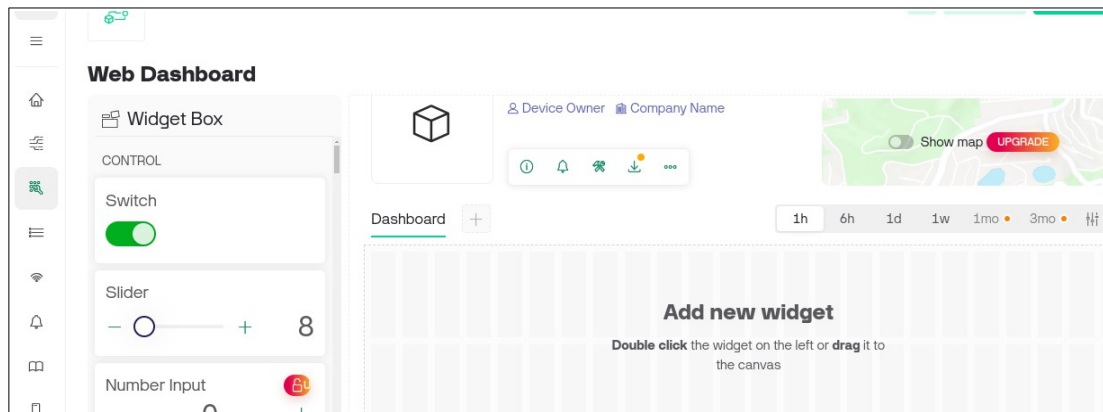 Web Dashboard
Widget Box
CONTROL
Switch
Slider
8
Number Input
Device Owner Company Name
Show map UPGRADE
Dashboard
1h 6h 1d 1w 1mo 3mo
Add new widget
Double click the widget on the left or drag it to
the canvas